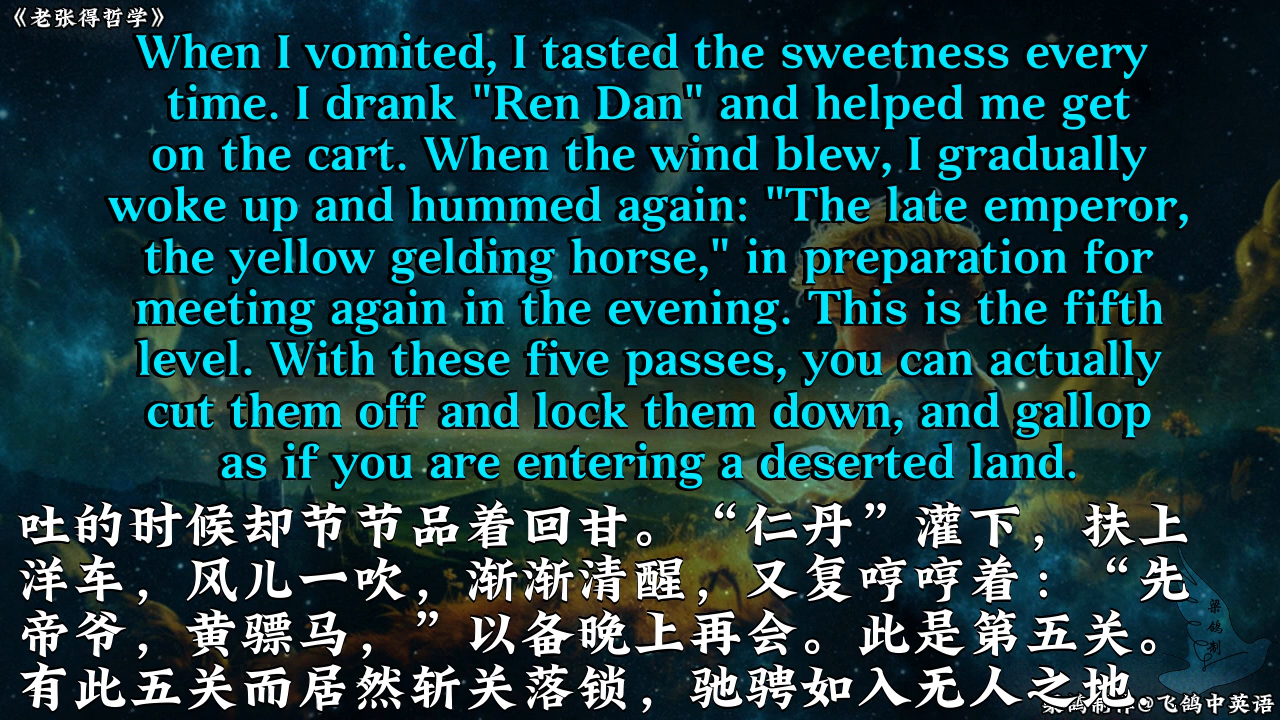 《老张得哲学》
When I vomited, I tasted the sweetness every
time. I drank "Ren Dan" and helped me get
on the cart. When the wind blew, I gradually
woke up and hummed again: "The late emperor,
the yellow gelding horse," in preparation for
meeting again in the evening. This is the fifth
level. With these five passes, you can actually
cut them off and lock them down, and gallop
as if you are entering a deserted land.
吐的时候却节节品着回甘。“仁丹”灌下，扶上
洋车，风儿一吹，渐渐清醒，又复哼哼着：“先
帝爷，黄骠马，”以备晚上再会。此是第五关。
有此五关而居然斩关落锁，驰骋如入无人之地．
梁鸽制
梁鸽制作@飞鸽中英语